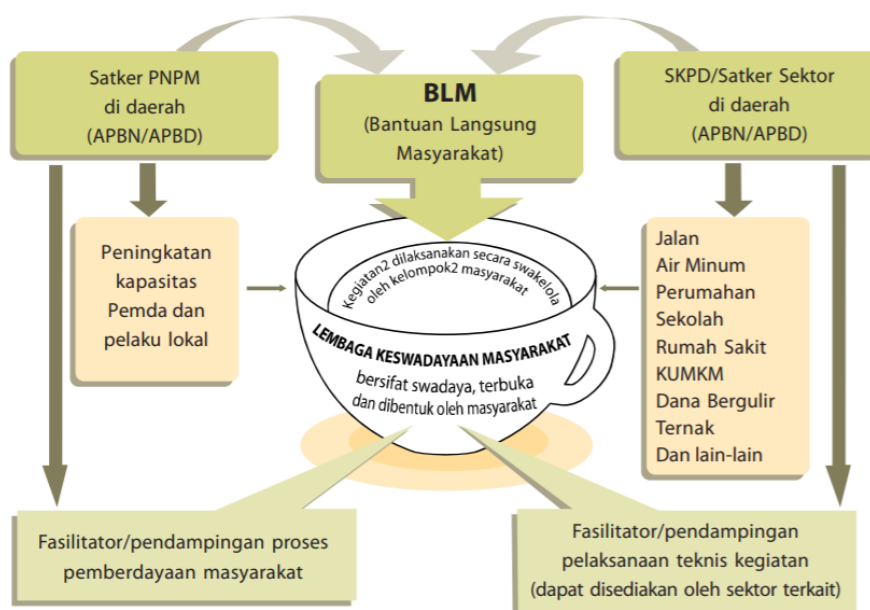 Satker PNPM
di daerah
(APBN/APBD)
BLM
(Bantuan Langsung
Masyarakat)
SKPD/Satker Sektor
di daerah
(APBN/APBD)
Peningkatan
kapasitas
Pemda dan
pelaku lokal
Kegiatan2 dilaksanakan secara swakelola
oleh kelompok2 masyarakat
LEMBAGA KESWADAYAAN MASYARAKAT
bersifat swadaya, terbuka
dan dibentuk oleh masyarakat
Jalan
Air Minum
Perumahan
Sekolah
Rumah Sakit
KUMKM
Dana Bergulir
Ternak
Dan lain-lain
Fasilitator/pendampingan proses
pemberdayaan masyarakat
Fasilitator/pendampingan
pelaksanaan teknis kegiatan
(dapat disediakan oleh sektor terkait)